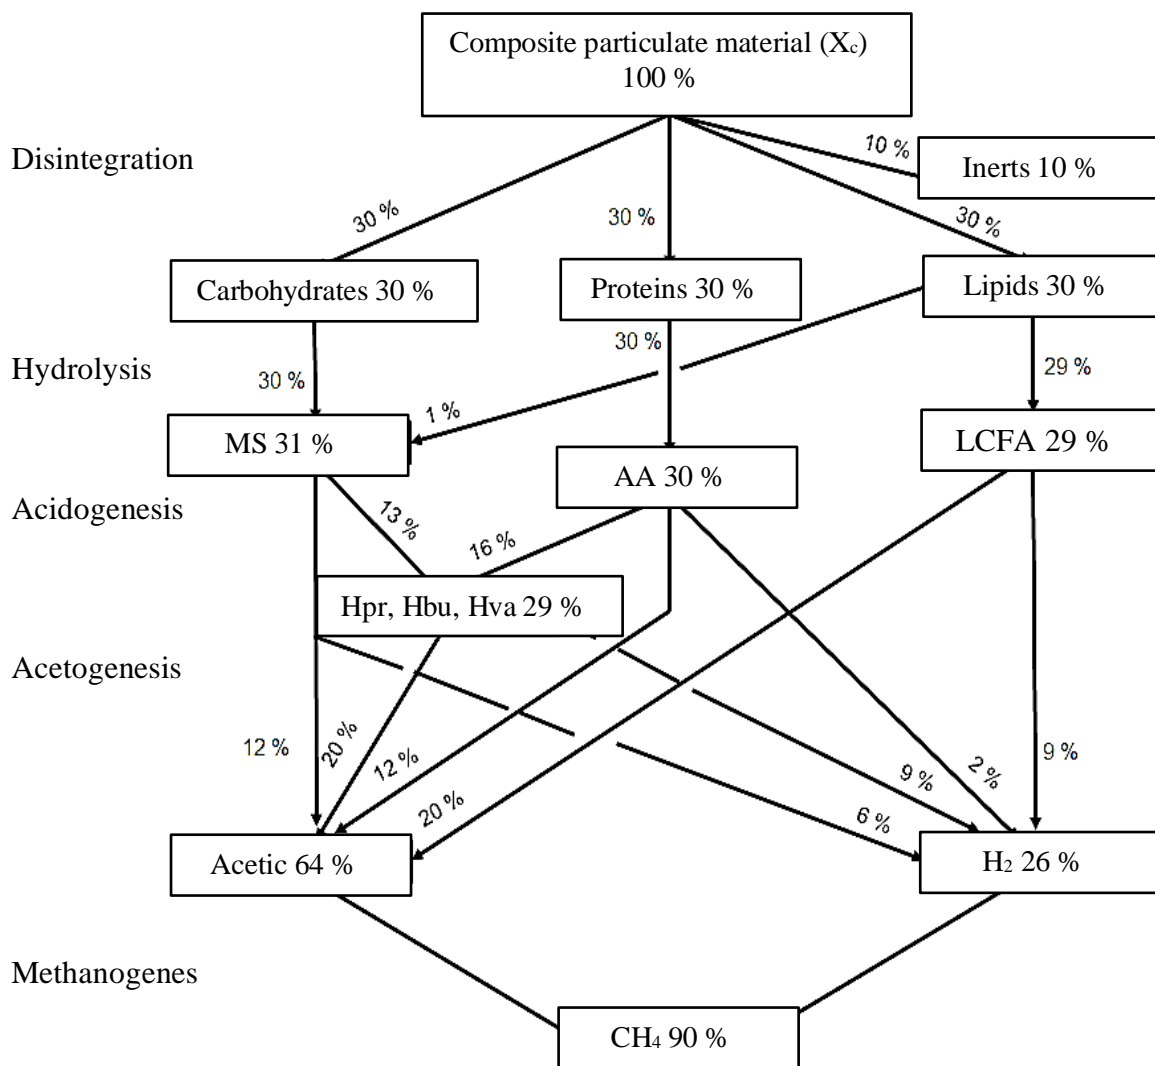 Composite particulate material (Xc)
100 %
Disintegration
10 %
Inerts 10 %
30 %
30 %
30 %
Carbohydrates 30 %
Proteins 30 %
Lipids 30 %
30 %
Hydrolysis
30 %
29 %
1 %
MS 31 %
LCFA 29 %
AA 30 %
Acidogenesis
13 %
16 %
Hpr, Hbu, Hva 29 %
Acetogenesis
12 %
20 %
12 %
20 %
9 %
2 %
9 %
6 %
Acetic 64 %
H2 26 %
Methanogenes
CH4 90 %